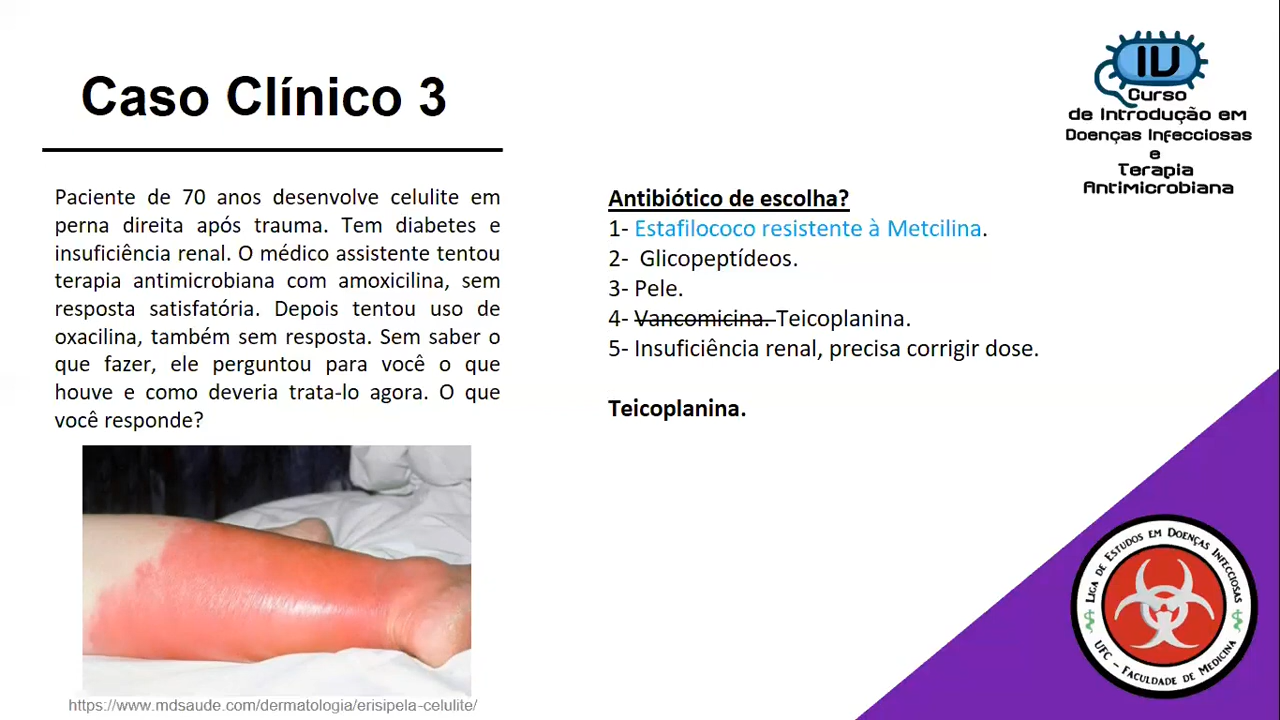 Caso Clínico 3
Paciente de 70 anos desenvolve celulite em
perna direita após trauma. Tem diabetes e
insuficiência renal. O médico assistente tentou
terapia antimicrobiana com amoxicilina, sem
resposta satisfatória. Depois tentou uso de
oxacilina, também sem resposta. Sem saber o
que fazer, ele perguntou para você o que
houve e como deveria trata-lo agora. O que
você responde?
https://www.mdsaude.com/dermatologia/erisipela-celulite/
Antibiótico de escolha?
1- Estafilococo resistente à Metcilina.
2- Glicopeptídeos.
3- Pele.
4- Vancomicina. Teicoplanina.
5- Insuficiência renal, precisa corrigir dose.
Teicoplanina.
IV
Curso
de Introdução em
Doenças Infecciosas
e
Terapia
Antimicrobiana
Liga de Estudos em Doenças Infecciosas
UFC – Faculdade de Medicina